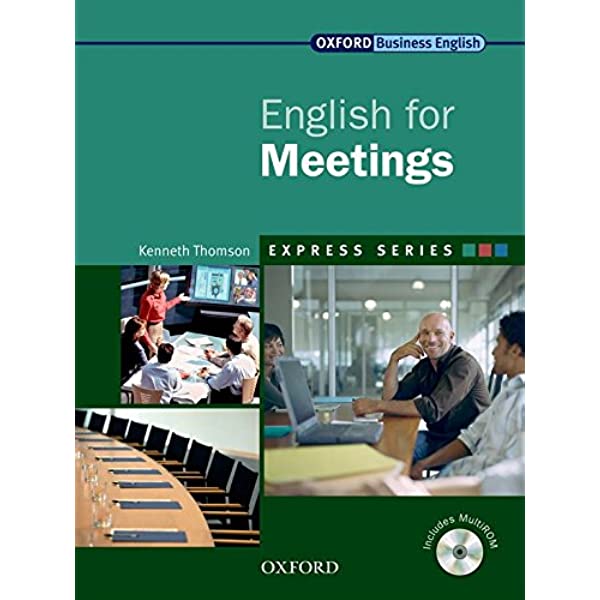 OXFORD Business English
English for
Meetings
Kenneth Thomson
EXPRESS SERIES
Includes MultiROM
OXFORD